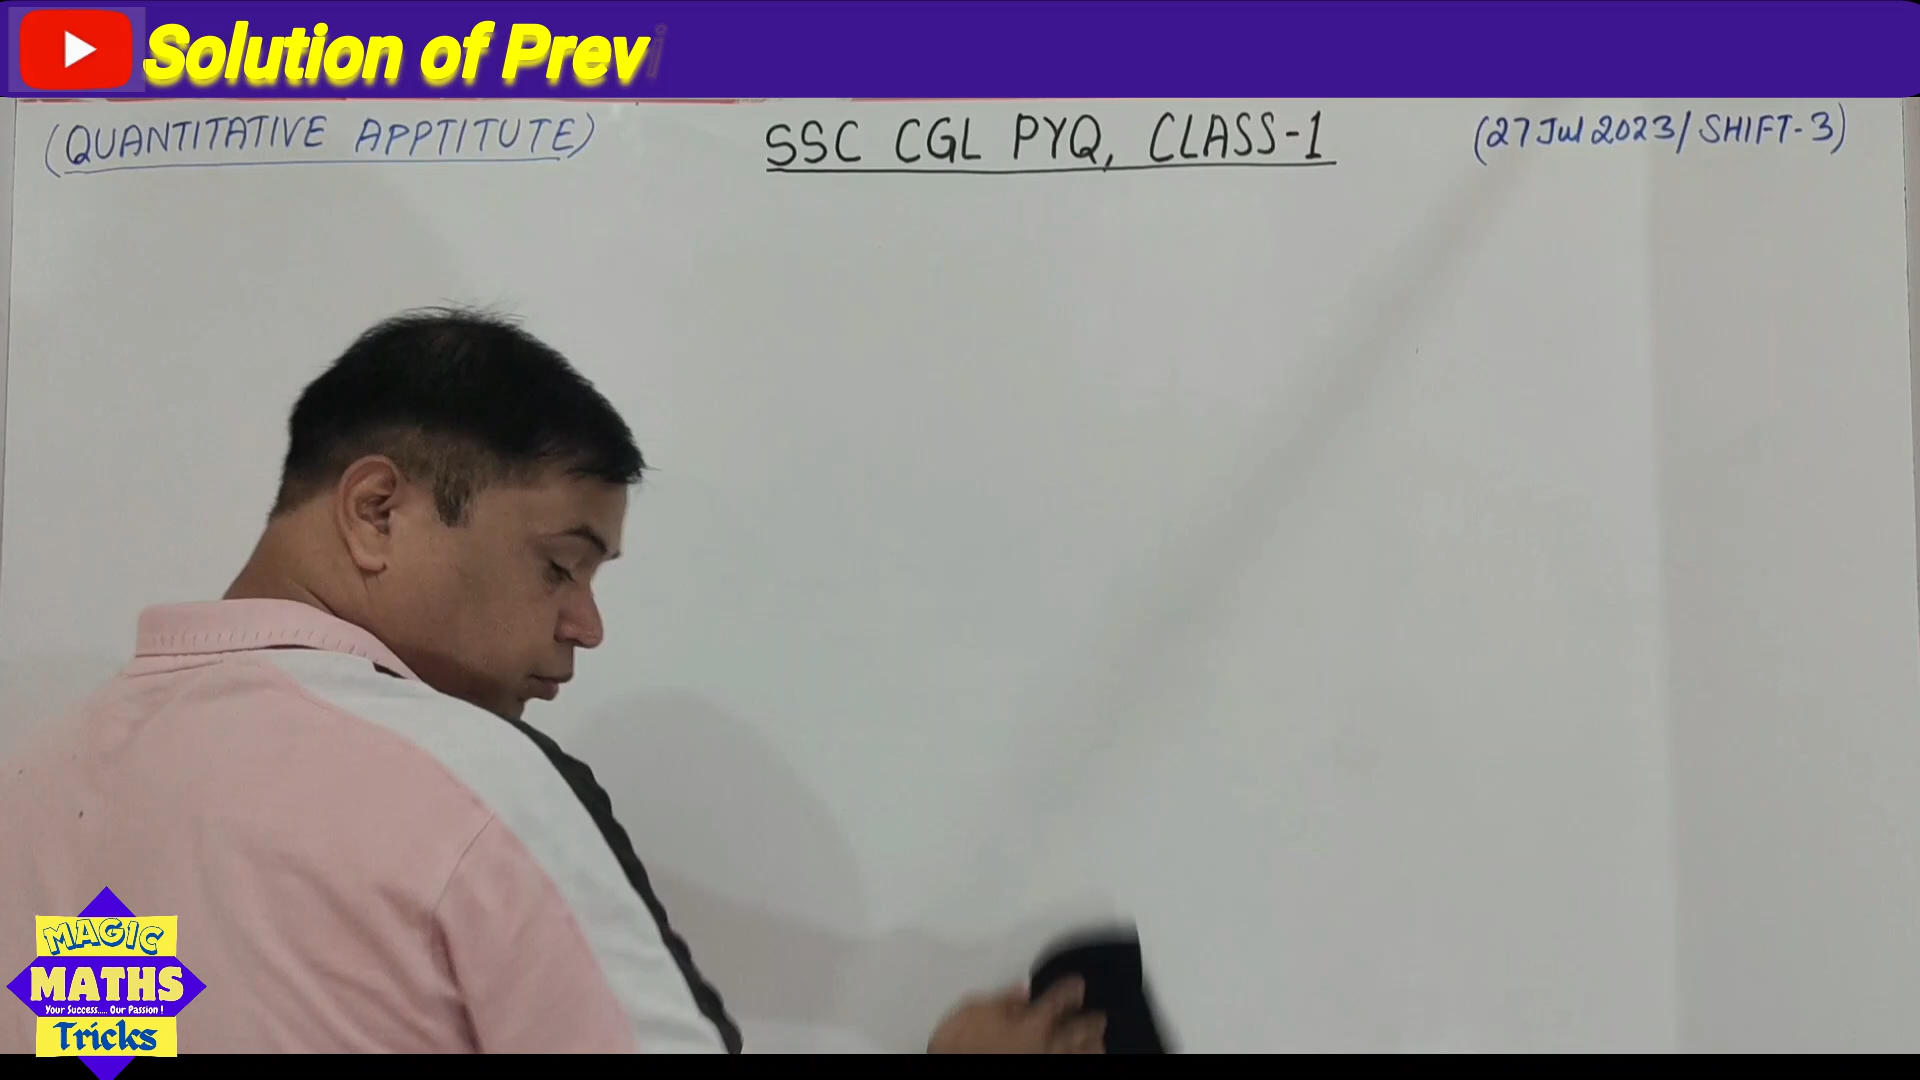 Solution of Previ
(QUANTITATIVE APPTITUTE)
SSC CGL PYQ, CLASS-1
(27 Jul 2023/SHIFT-3)
MAGIC
MATHS
Your Success..... Our Passion !
Tricks